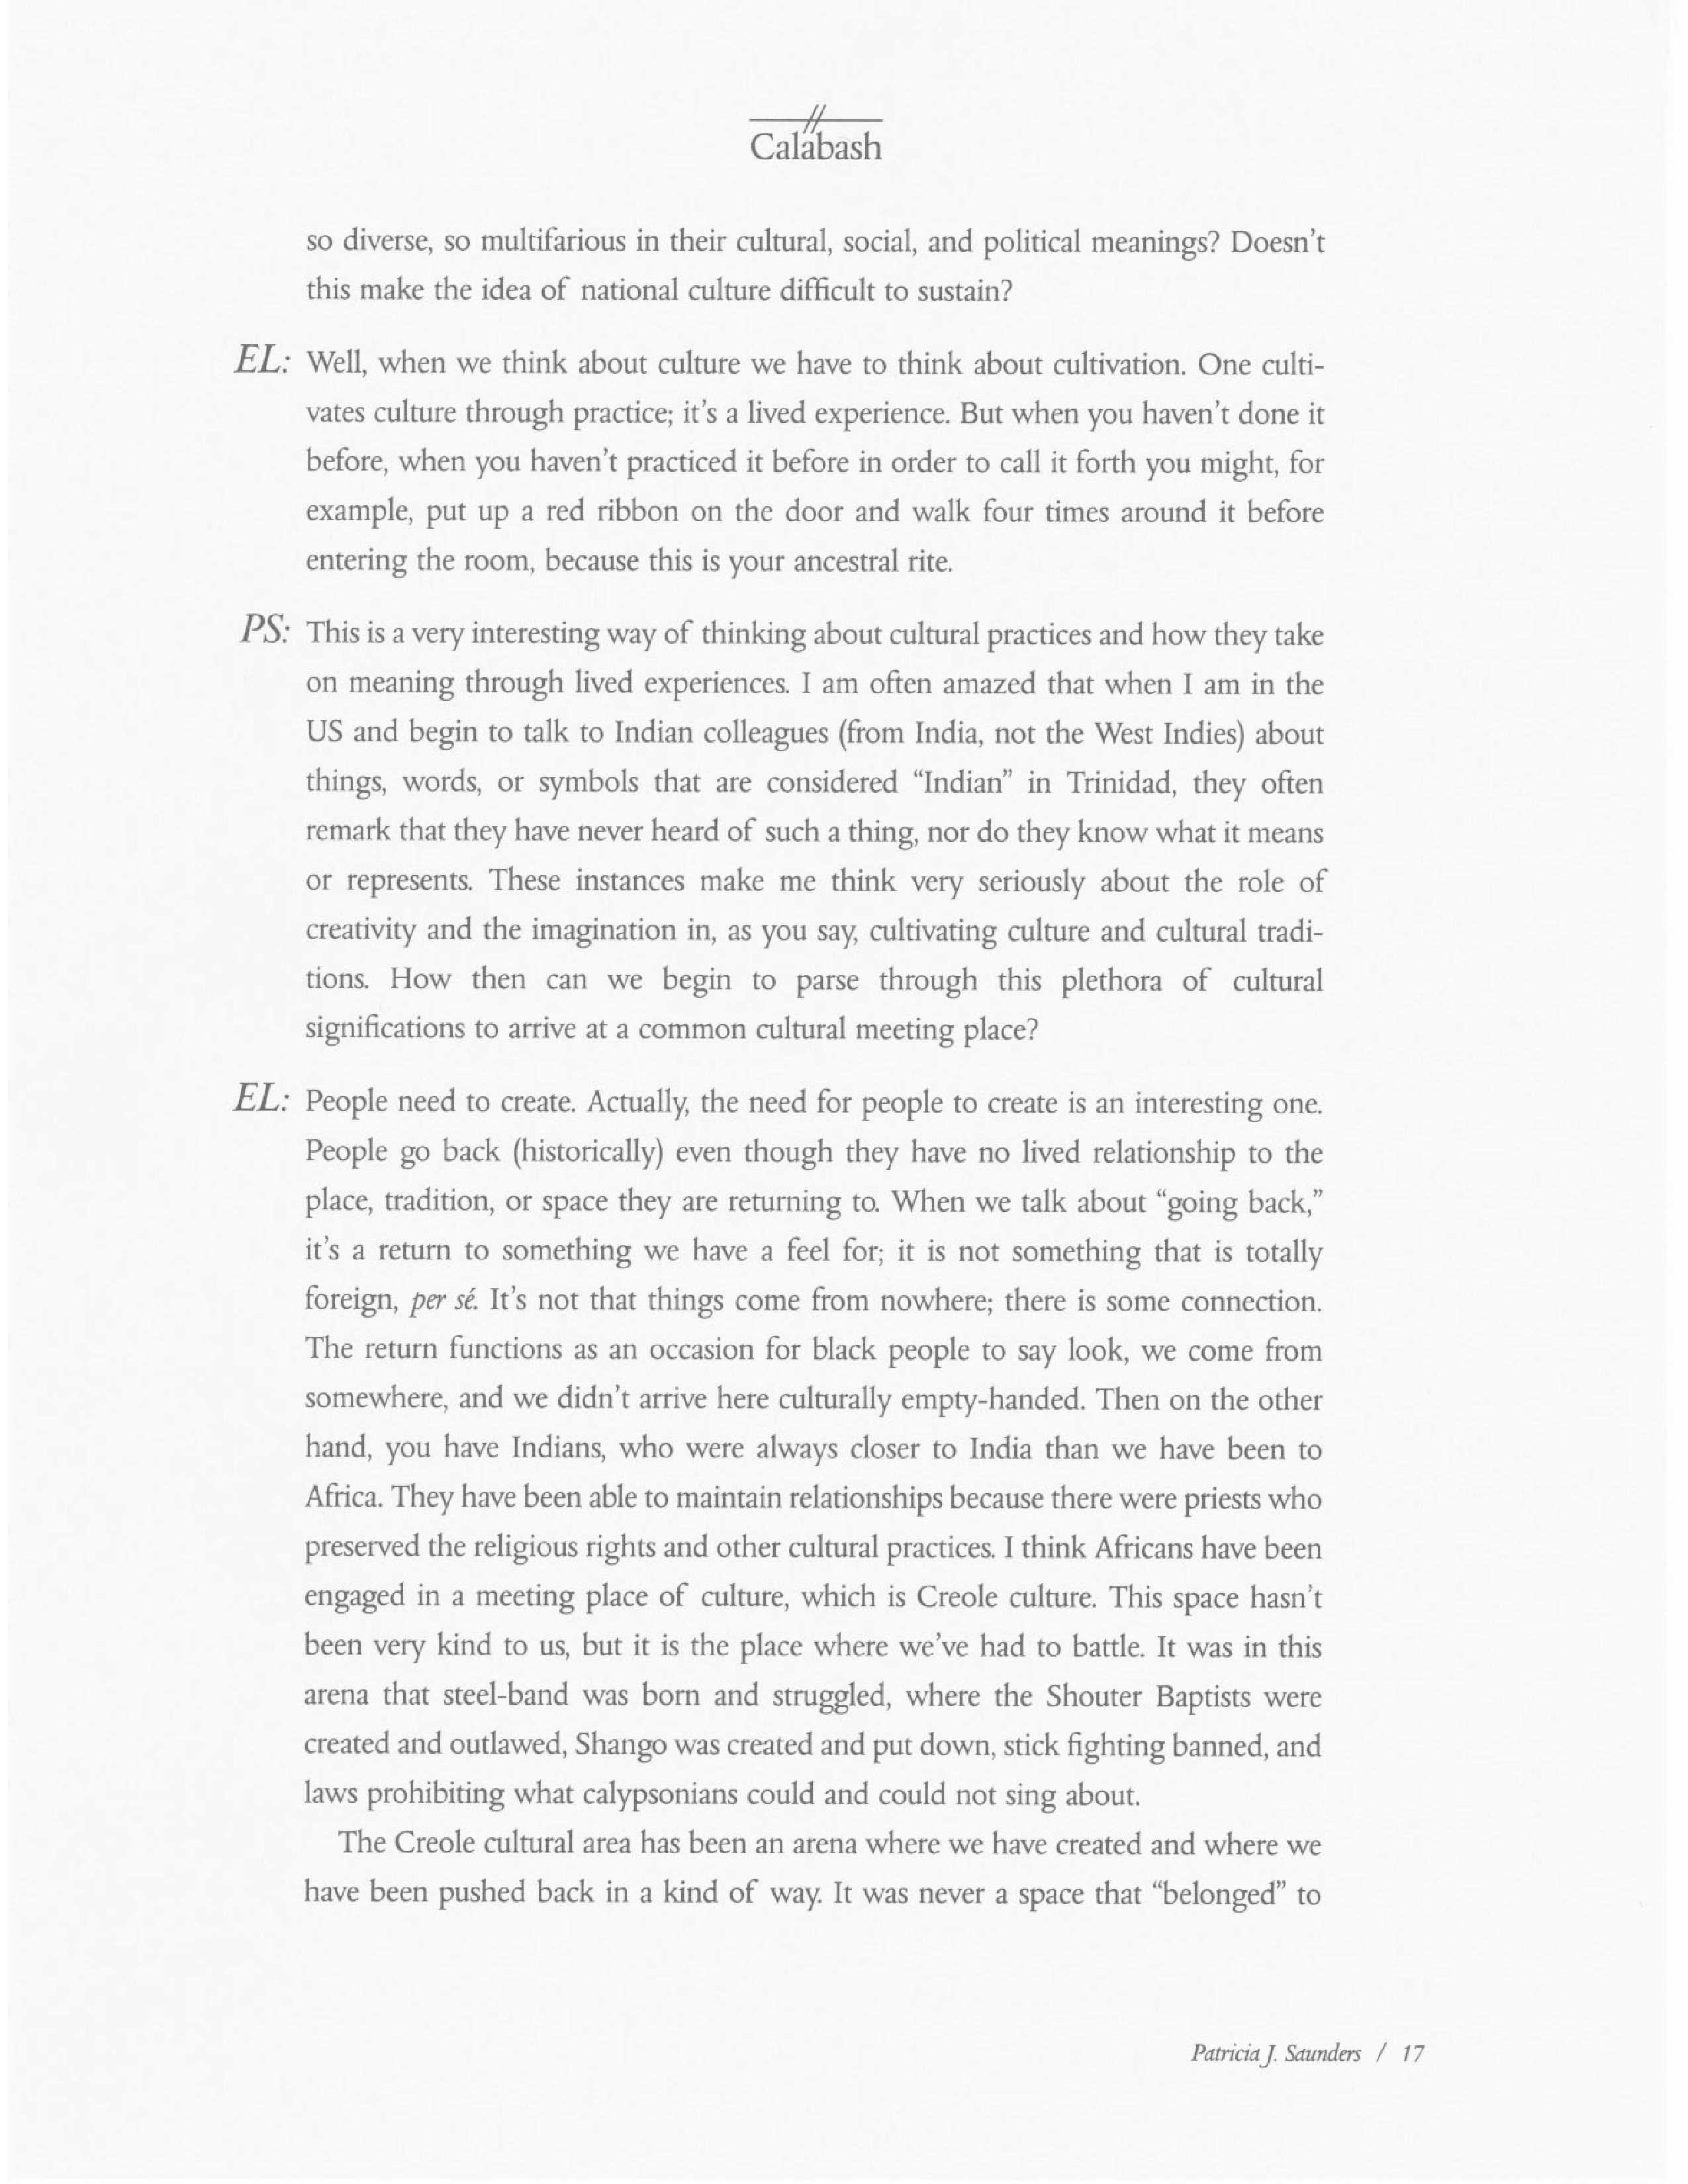 Calabash
so diverse, so multifarious in their cultural, social, and political meanings? Doesn't
this make the idea of national culture difficult to sustain?
EL: Well, when we think about culture we have to think about cultivation. One culti-
vates culture through practice; it's a lived experience. But when you haven't done it
before, when you haven't practiced it before in order to call it forth you might, for
example, put up a red ribbon on the door and walk four times around it before
entering the room, because this is your ancestral rite.
PS: This is a very interesting way of thinking about cultural practices and how they take
on meaning through lived experiences. I am often amazed that when I am in the
US and begin to talk to Indian colleagues (from India, not the West Indies) about
things, words, or symbols that are considered “Indian” in Trinidad, they often
remark that they have never heard of such a thing, nor do they know what it means
or represents. These instances make me think very seriously about the role of
creativity and the imagination in, as you say, cultivating culture and cultural tradi-
tions. How then can we begin to parse through this plethora of cultural
significations to arrive at a common cultural meeting place?
EL: People need to create. Actually, the need for people to create is an interesting one.
People go back (historically) even though they have no lived relationship to the
place, tradition, or space they are returning to. When we talk about “going back,”
it's a return to something we have a feel for; it is not something that is totally
foreign, per sé. It's not that things come from nowhere; there is some connection.
The return functions as an occasion for black people to say look, we come from
somewhere, and we didn't arrive here culturally empty-handed. Then on the other
hand, you have Indians, who were always closer to India than we have been to
Africa. They have been able to maintain relationships because there were priests who
preserved the religious rights and other cultural practices. I think Africans have been
engaged in a meeting place of culture, which is Creole culture. This space hasn't
been very kind to us, but it is the place where we've had to battle. It was in this
arena that steel-band was born and struggled, where the Shouter Baptists were
created and outlawed, Shango was created and put down, stick fighting banned, and
laws prohibiting what calypsonians could and could not sing about.
The Creole cultural area has been an arena where we have created and where we
have been pushed back in a kind of way. It was never a space that “belonged” to
Patricia J. Saunders / 17